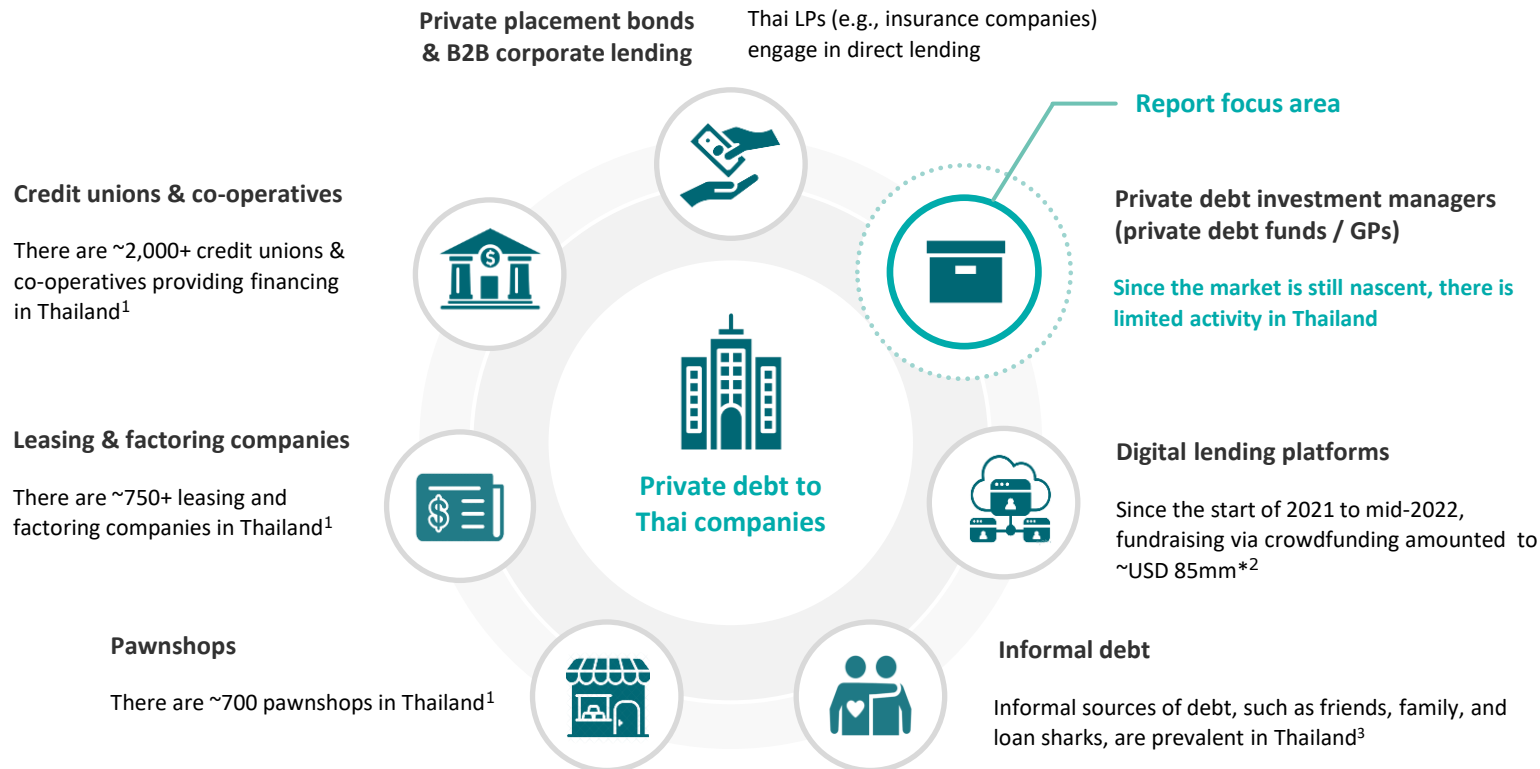 Private placement bonds
& B2B corporate lending
Thai LPs (e.g., insurance companies)
engage in direct lending
Report focus area
Private debt investment managers
(private debt funds / GPs)
Since the market is still nascent, there is
limited activity in Thailand
Credit unions & co-operatives
There are ~2,000+ credit unions &
co-operatives providing financing
in Thailand1
Private debt to
Thai companies
Leasing & factoring companies
There are ~750+ leasing and
factoring companies in Thailand1
Digital lending platforms
Since the start of 2021 to mid-2022,
fundraising via crowdfunding amounted to
~USD 85mm*2
Pawnshops
There are ~700 pawnshops in Thailand1
Informal debt
Informal sources of debt, such as friends, family, and
loan sharks, are prevalent in Thailand3